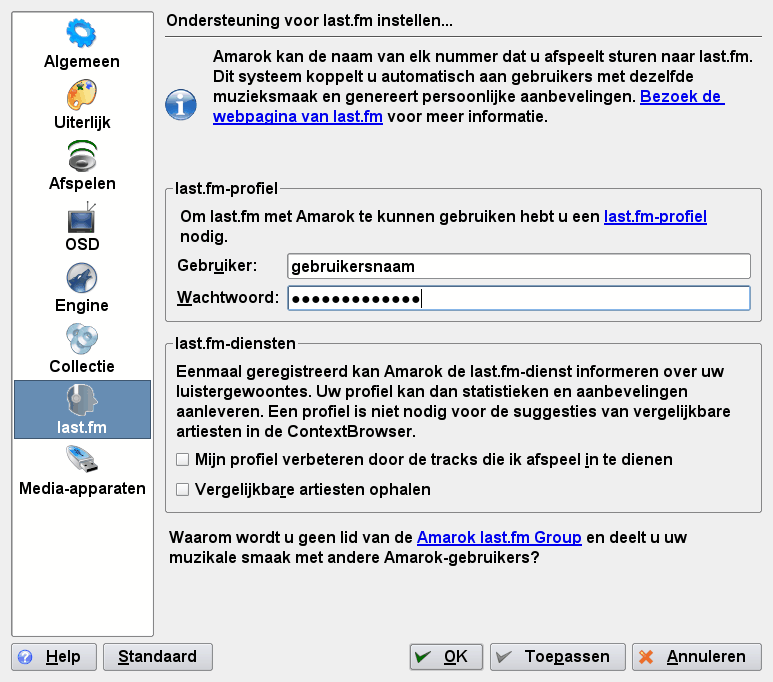 Algemeen
Uiterlijk
Afspelen
OSD
Engine
Collectie
last.fm
Media-apparaten
Ondersteuning voor last.fm instellen...
Amarok kan de naam van elk nummer dat u afspeelt sturen naar last.fm.
Dit systeem koppelt u automatisch aan gebruikers met dezelfde
muzieksmaak en genereert persoonlijke aanbevelingen. Bezoek de
webpagina van last.fm voor meer informatie.
last.fm-profiel
Om last.fm met Amarok te kunnen gebruiken hebt u een last.fm-profiel
nodig.
Gebruiker: gebruikersnaam
Wachtwoord: ●●●●●●●●●●●●●
last.fm-diensten
Eenmaal geregistreerd kan Amarok de last.fm-dienst informeren over uw
luistergewoontes. Uw profiel kan dan statistieken en aanbevelingen
aanleveren. Een profiel is niet nodig voor de suggesties van vergelijkbare
artiesten in de ContextBrowser.
Mijn profiel verbeteren door de tracks die ik afspeel in te dienen
Vergelijkbare artiesten ophalen
Waarom wordt u geen lid van de Amarok last.fm Group en deelt u uw
muzikale smaak met andere Amarok-gebruikers?
Help Standaard OK Toepassen Annuleren